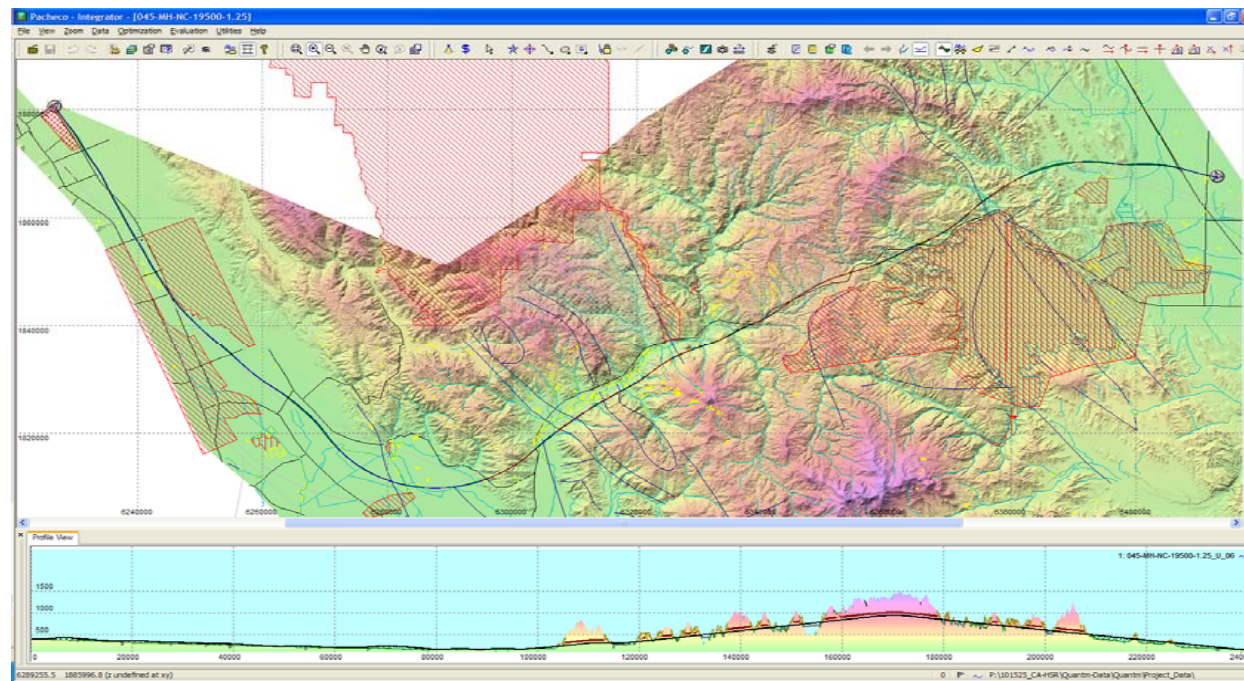 Pacheco - Integrator - [045-MH-NC-19500-1.25]
File View Zoom Data Optimization Evaluation Utilities Help
1860000
1840000
1820000
6240000 6300000 6380000
Profile View
1: 045-MH-NC-19500-1.25_U_06
1500
1000
500
0 20000 40000 60000 80000 100000 120000 140000 160000 180000 200000 220000
6289255.5 1885996.8 (z undefined at xy) 0 P:\101525_CA-HSR\Quantm-Data\Quantm\Project_Data\